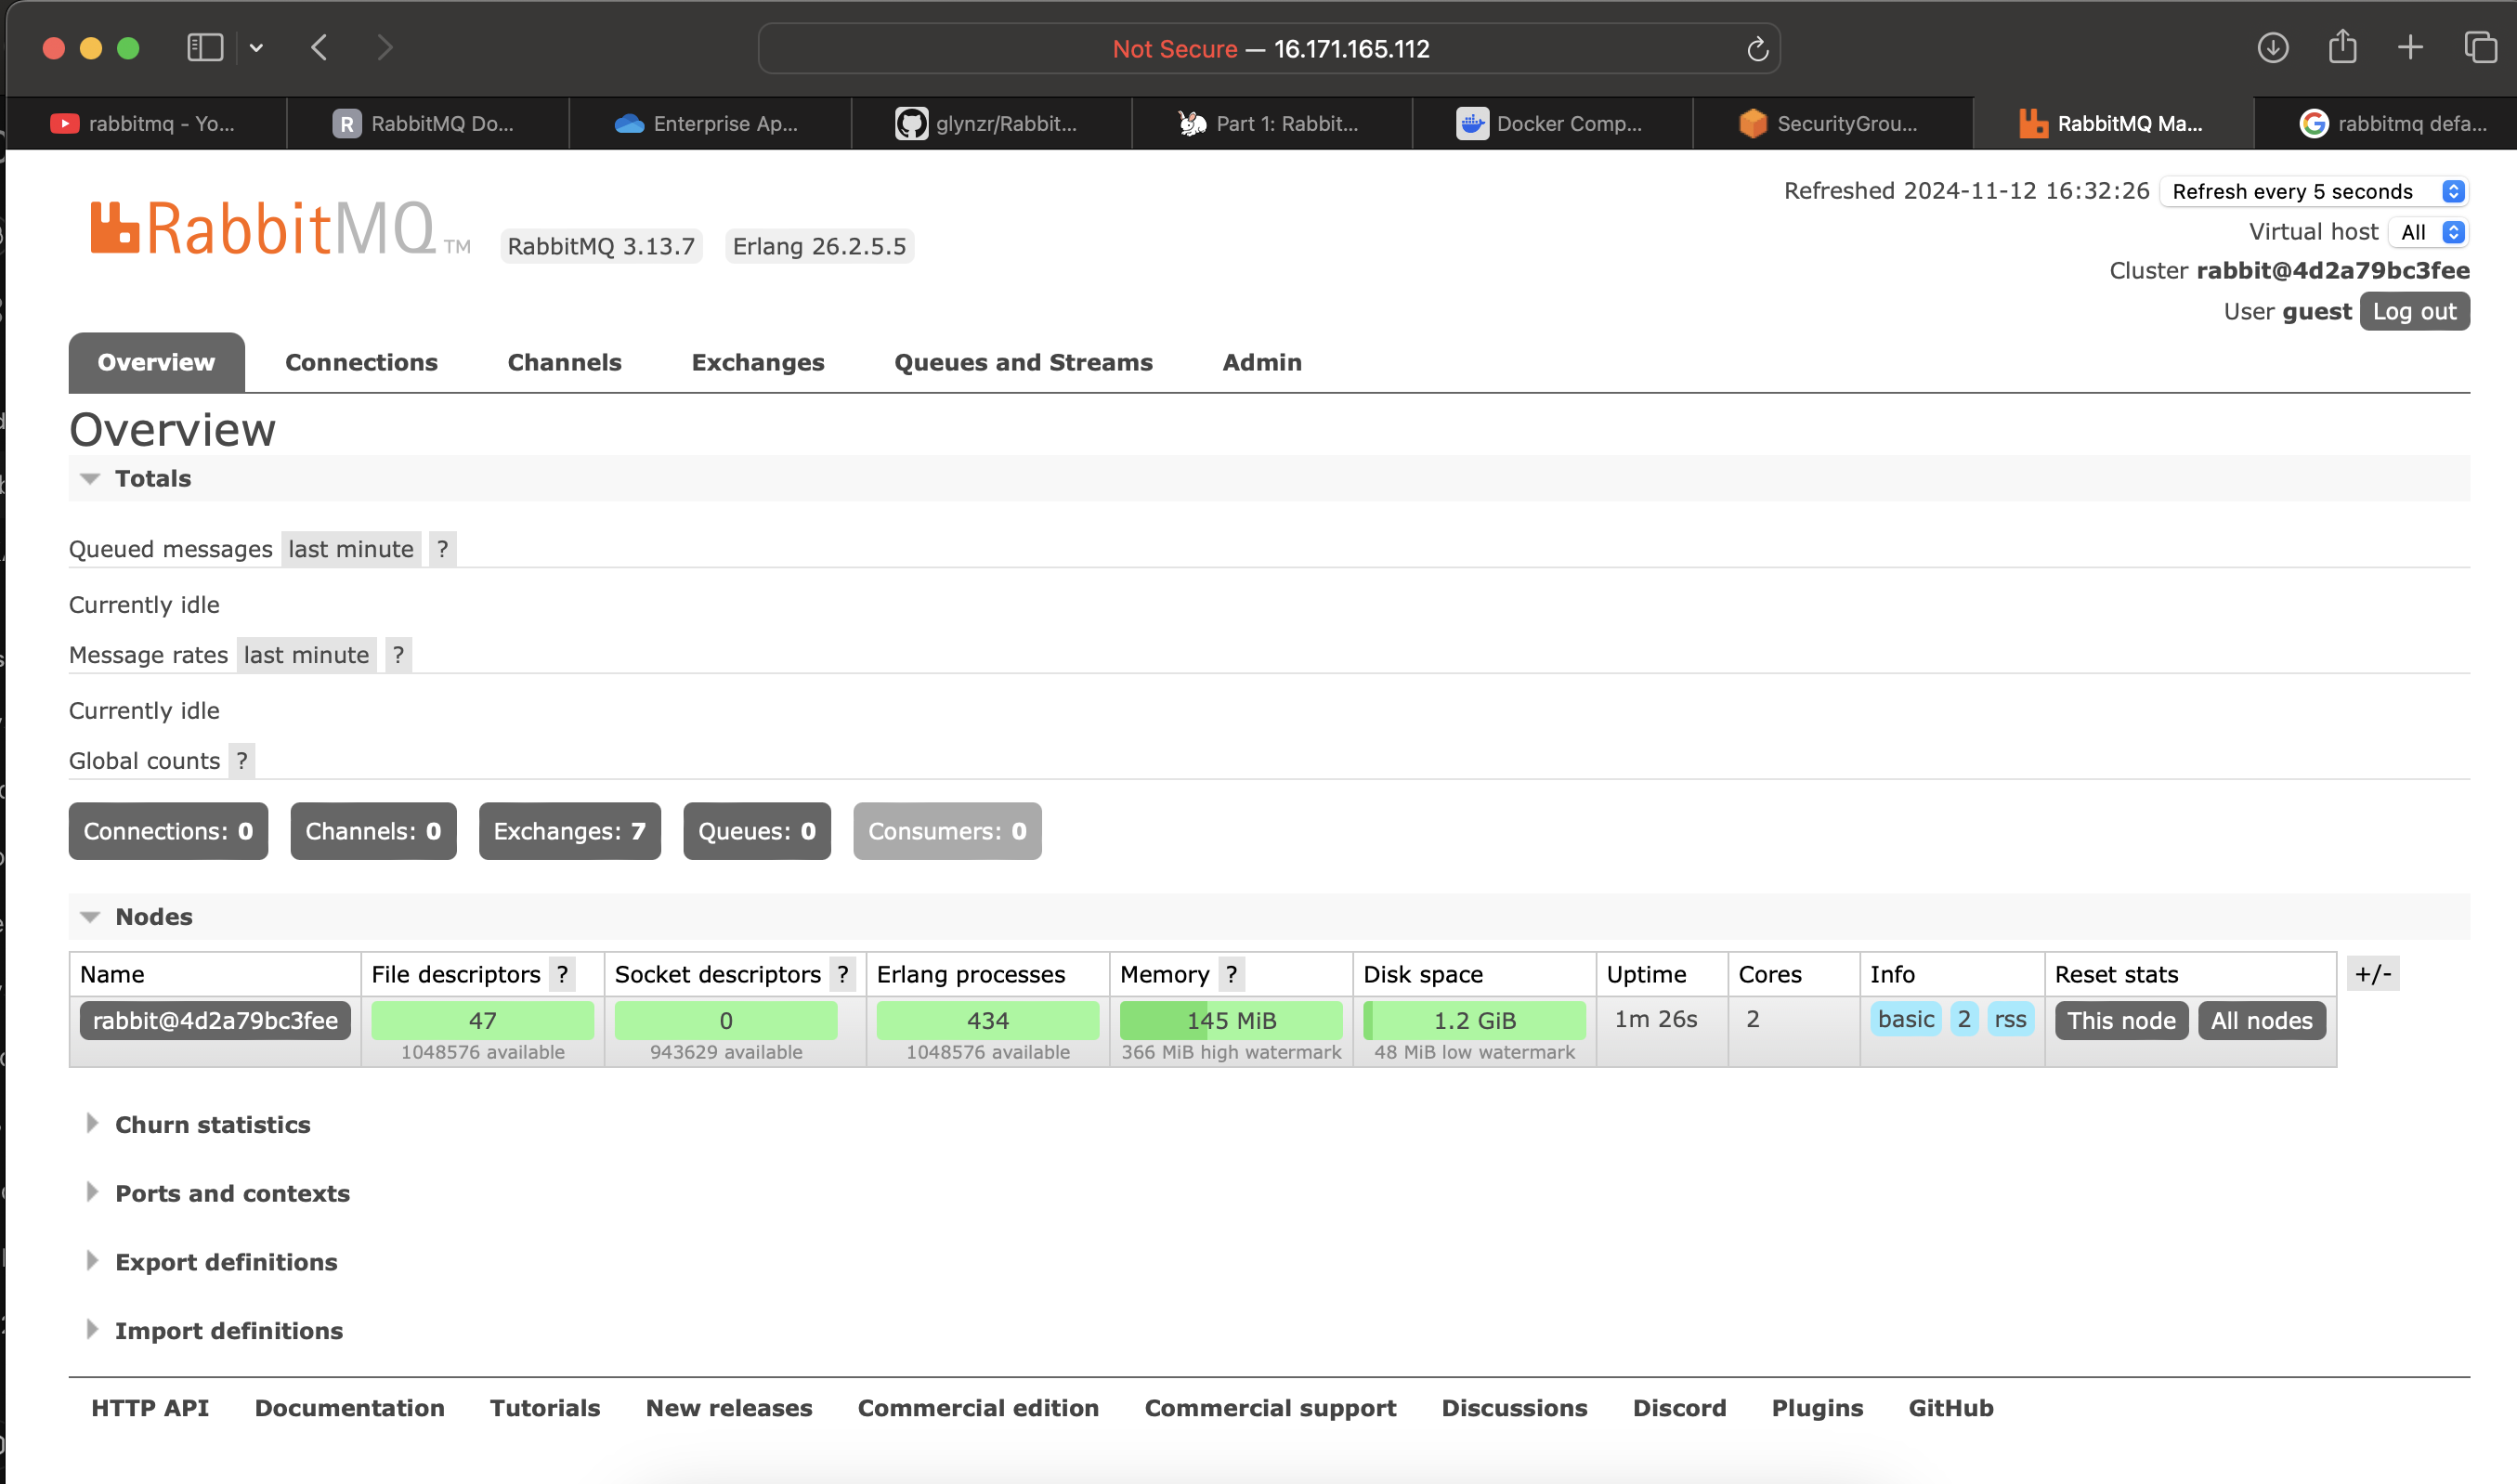 Not Secure — 16.171.165.112
rabbitmq - Yo...
R RabbitMQ Do...
Enterprise Ap...
glynzr/Rabbit...
Part 1: Rabbit...
Docker Comp...
SecurityGrou...
RabbitMQ Ma...
rabbitmq defa...
Refreshed 2024-11-12 16:32:26 Refresh every 5 seconds
Virtual host All
Cluster rabbit@4d2a79bc3fee
User guest Log out
RabbitMQ TM RabbitMQ 3.13.7 Erlang 26.2.5.5
Overview Connections Channels Exchanges Queues and Streams Admin
Overview
Totals
Queued messages last minute ?
Currently idle
Message rates last minute ?
Currently idle
Global counts ?
Connections: 0 Channels: 0 Exchanges: 7 Queues: 0 Consumers: 0
Nodes
Name File descriptors ? Socket descriptors ? Erlang processes Memory ? Disk space Uptime Cores Info Reset stats +/-
rabbit@4d2a79bc3fee 47 0 434 145 MiB 1.2 GiB 1m 26s 2 basic 2 rss This node All nodes
1048576 available 943629 available 1048576 available 366 MiB high watermark 48 MiB low watermark
Churn statistics
Ports and contexts
Export definitions
Import definitions
HTTP API Documentation Tutorials New releases Commercial edition Commercial support Discussions Discord Plugins GitHub